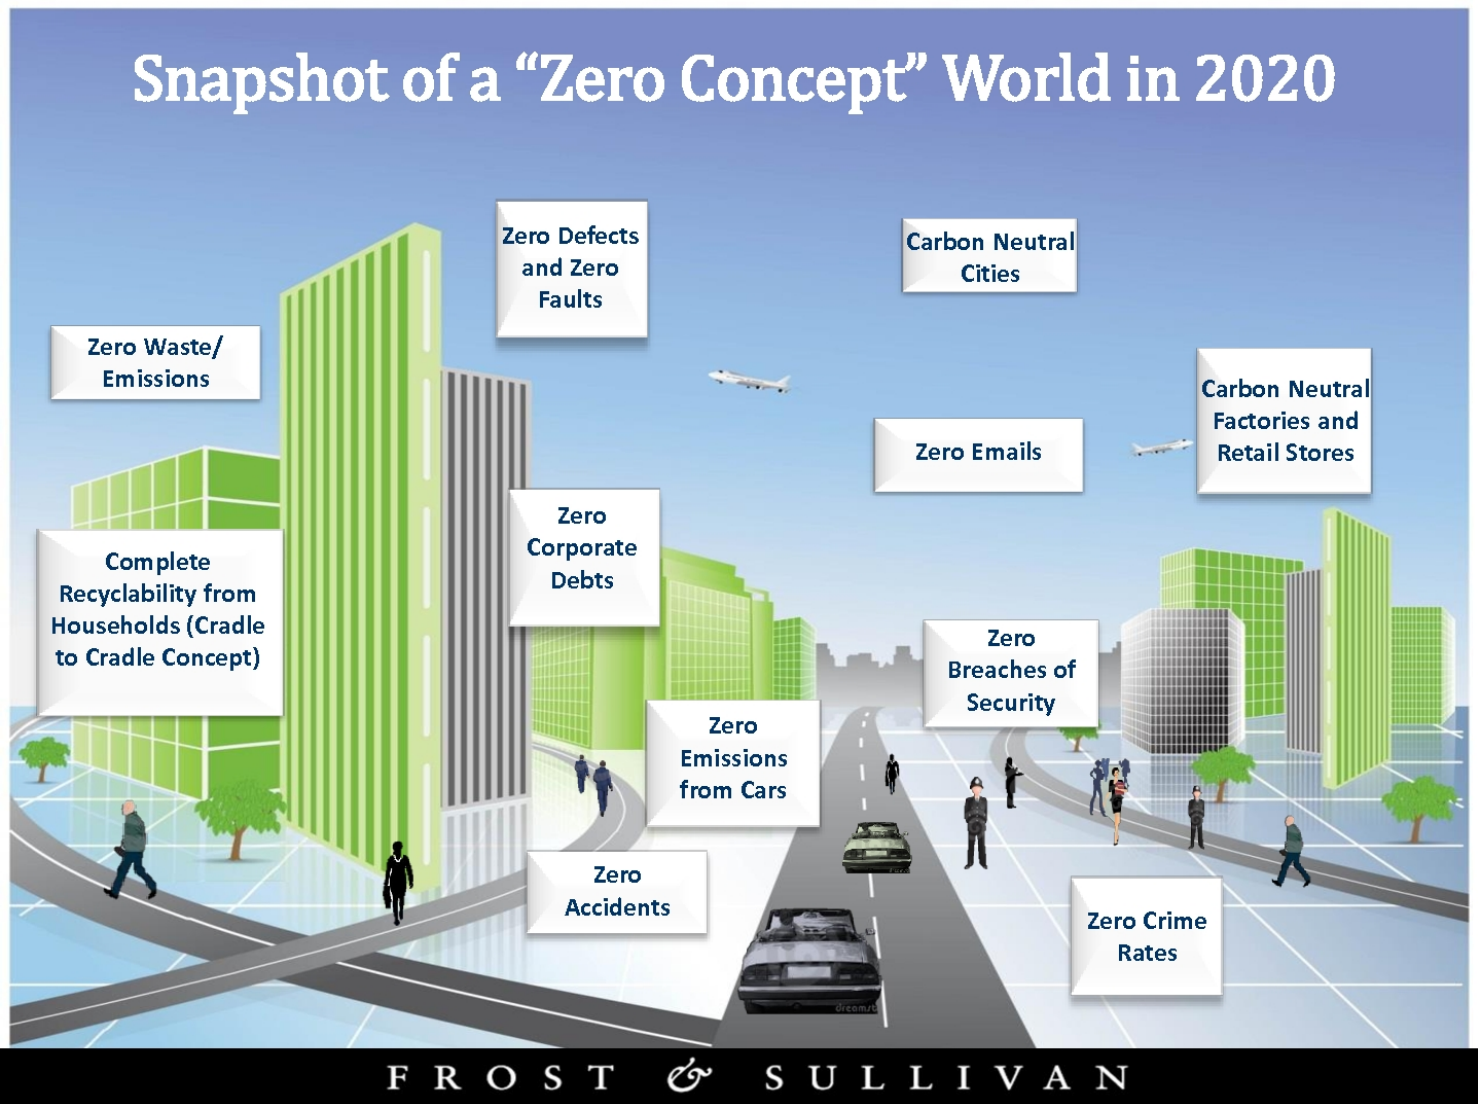 Snapshot of a “Zero Concept” World in 2020
Zero Defects
and Zero
Faults
Carbon Neutral
Cities
Zero Waste/
Emissions
Carbon Neutral
Factories and
Retail Stores
Zero Emails
Zero
Corporate
Debts
Complete
Recyclability from
Households (Cradle
to Cradle Concept)
Zero
Breaches of
Security
Zero
Emissions
from Cars
Zero
Accidents
Zero Crime
Rates
FROST & SULLIVAN